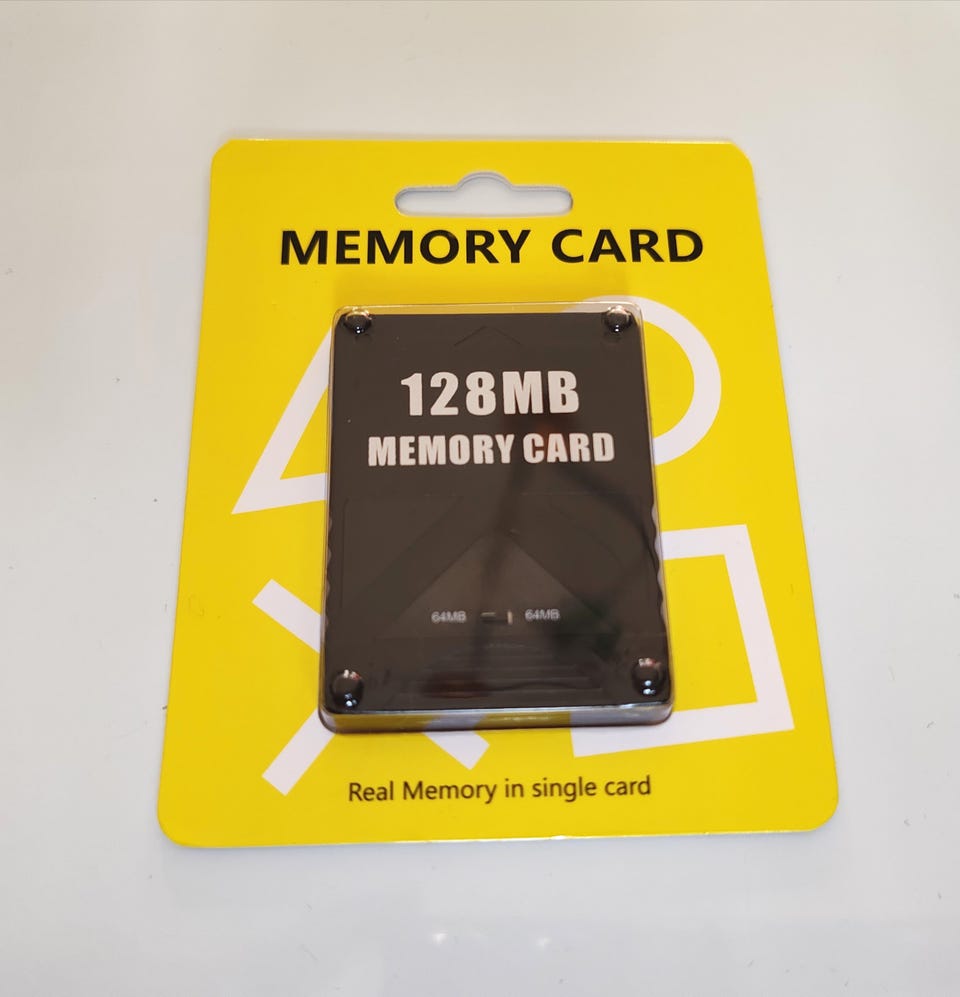 MEMORY CARD
128MB
MEMORY CARD
64MB 64MB
Real Memory in single card